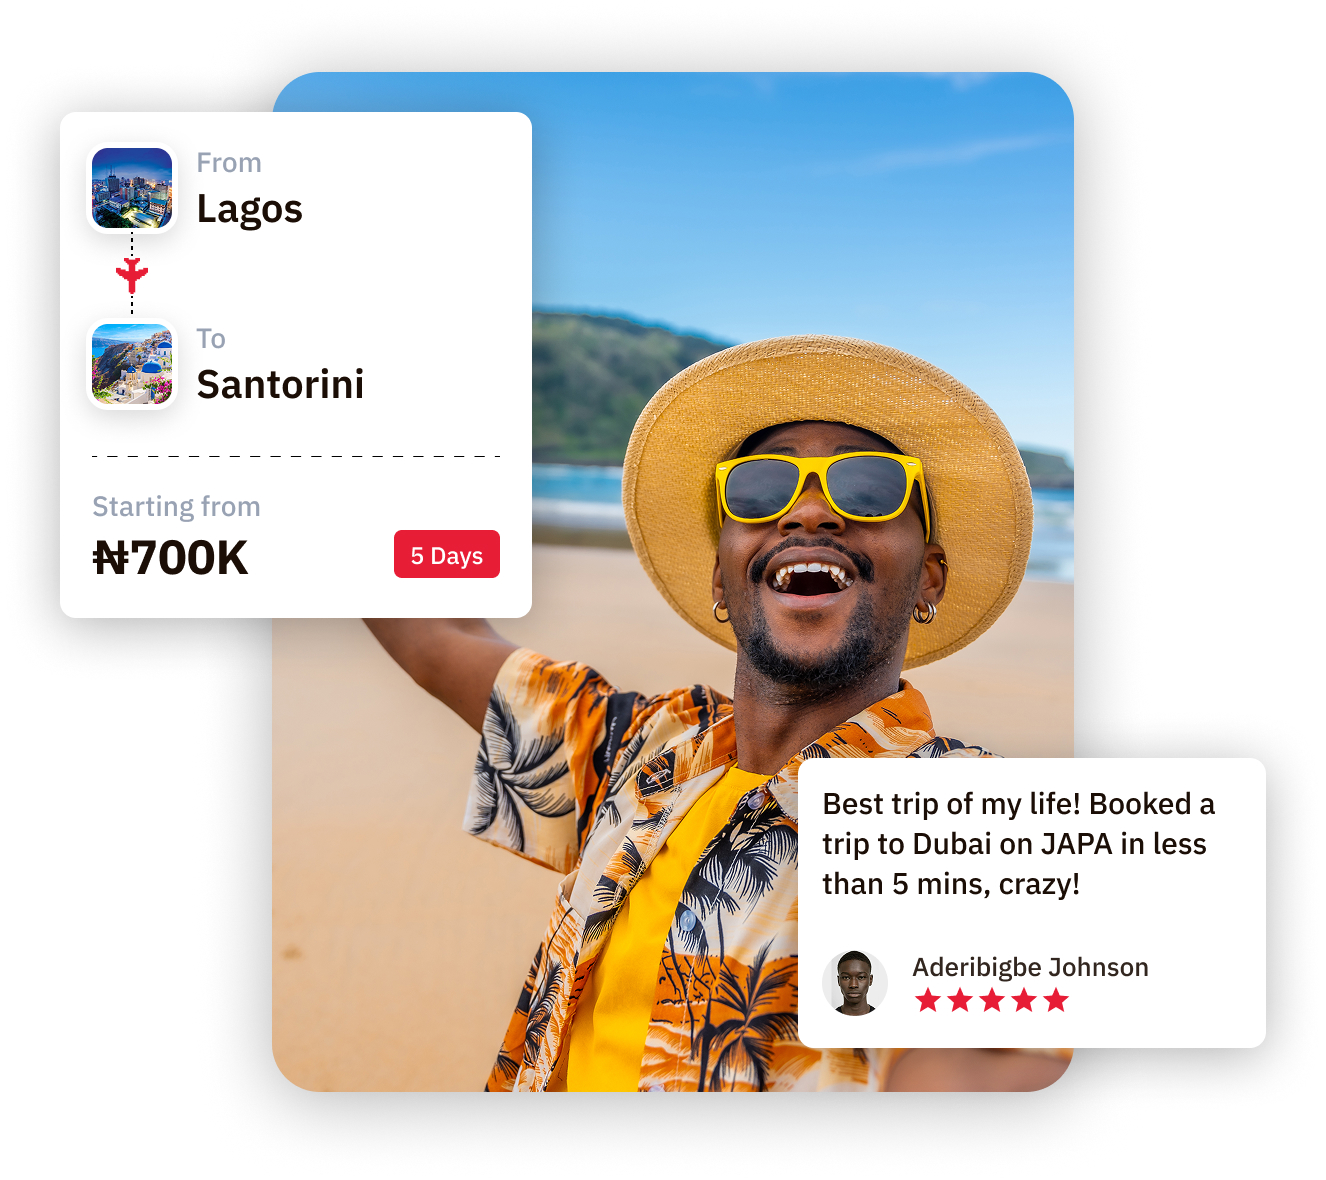 From
Lagos
To
Santorini
Starting from
₦700K
5 Days
Best trip of my life! Booked a
trip to Dubai on JAPA in less
than 5 mins, crazy!
Aderibigbe Johnson